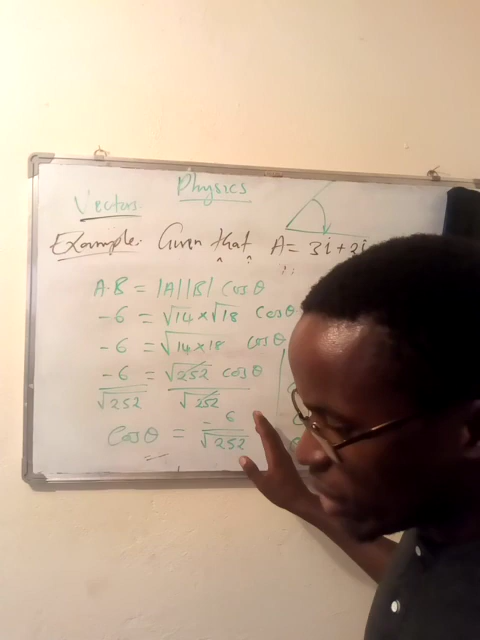 Physics
Vectors.
Example: Given that A = 3i + 2j
A.B = |A||B| Cos θ
-6 = √14 × √18 Cos θ
-6 = √14 × 18 Cos θ
-6 = √252 Cos θ
√252 √252
Cos θ = -6
√252